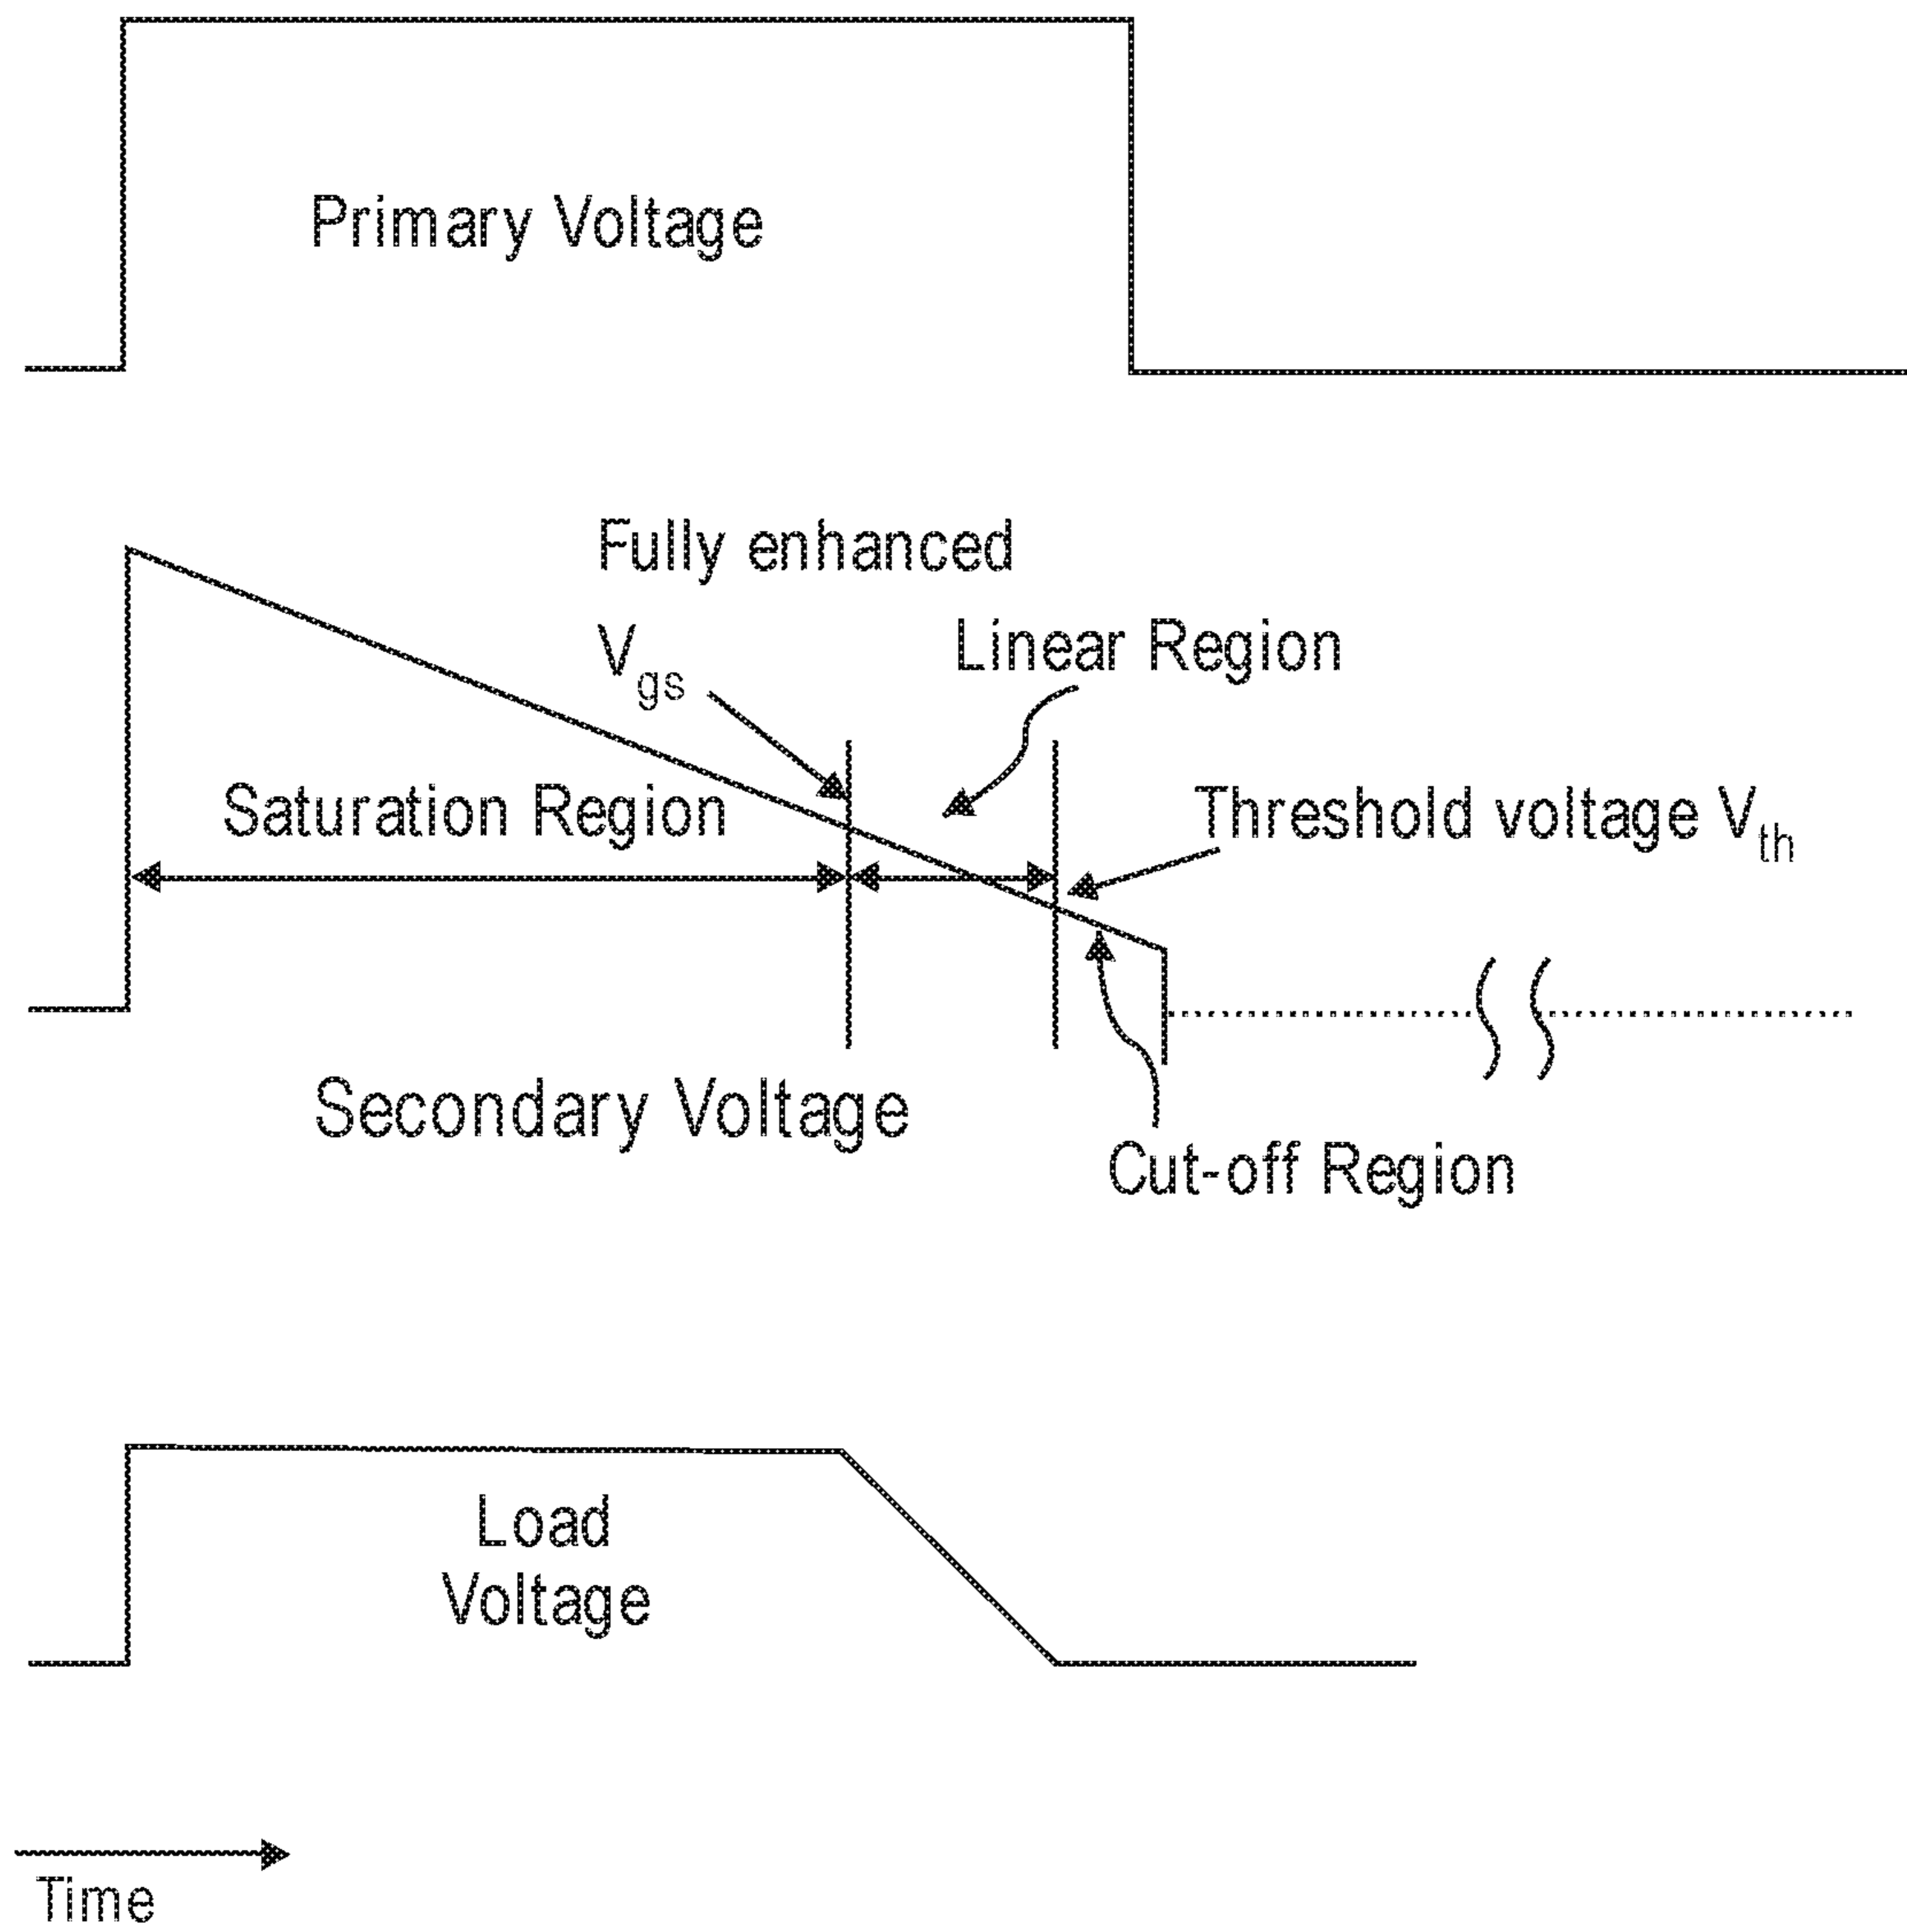 Primary Voltage
Fully enhanced
Vgs
Linear Region
Saturation Region
Threshold voltage Vth
Secondary Voltage
Cut-off Region
Load
Voltage
Time